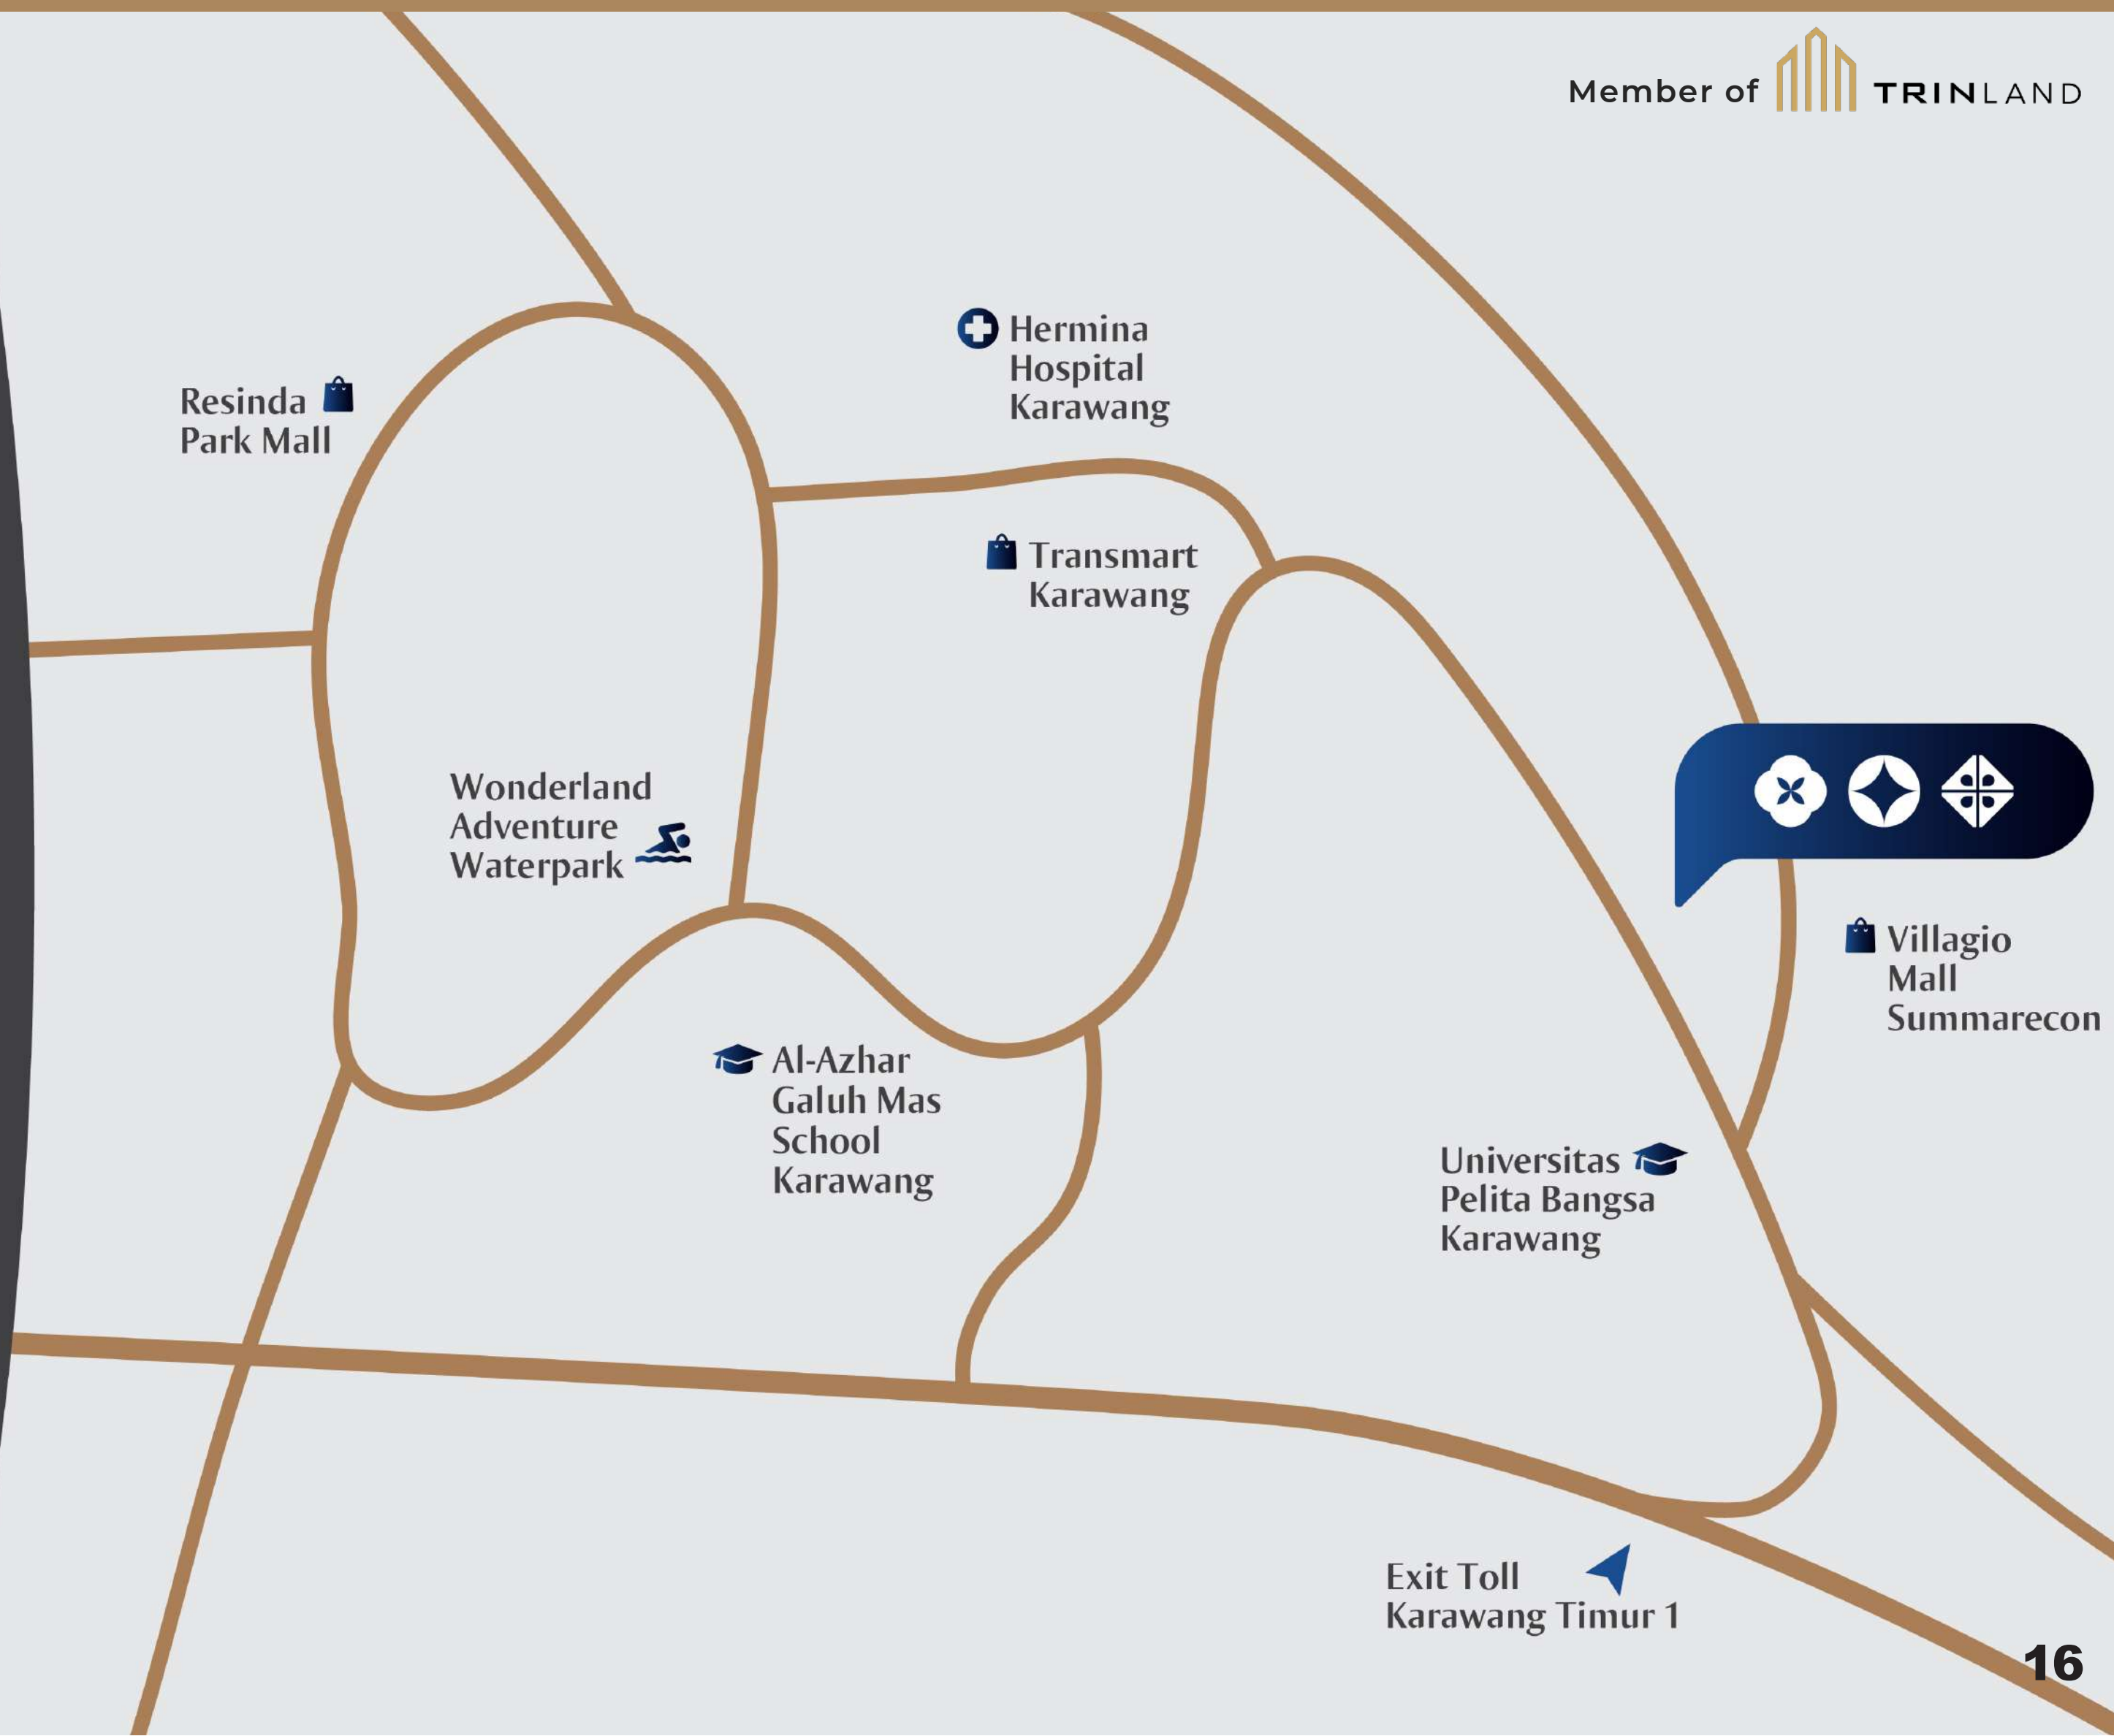 Member of TRINLAND
Hermina
Hospital
Karawang
Resinda
Park Mall
Transmart
Karawang
Wonderland
Adventure
Waterpark
Villagio
Mall
Summarecon
Al-Azhar
Galuh Mas
School
Karawang
Universitas
Pelita Bangsa
Karawang
Exit Toll
Karawang Timur 1
16